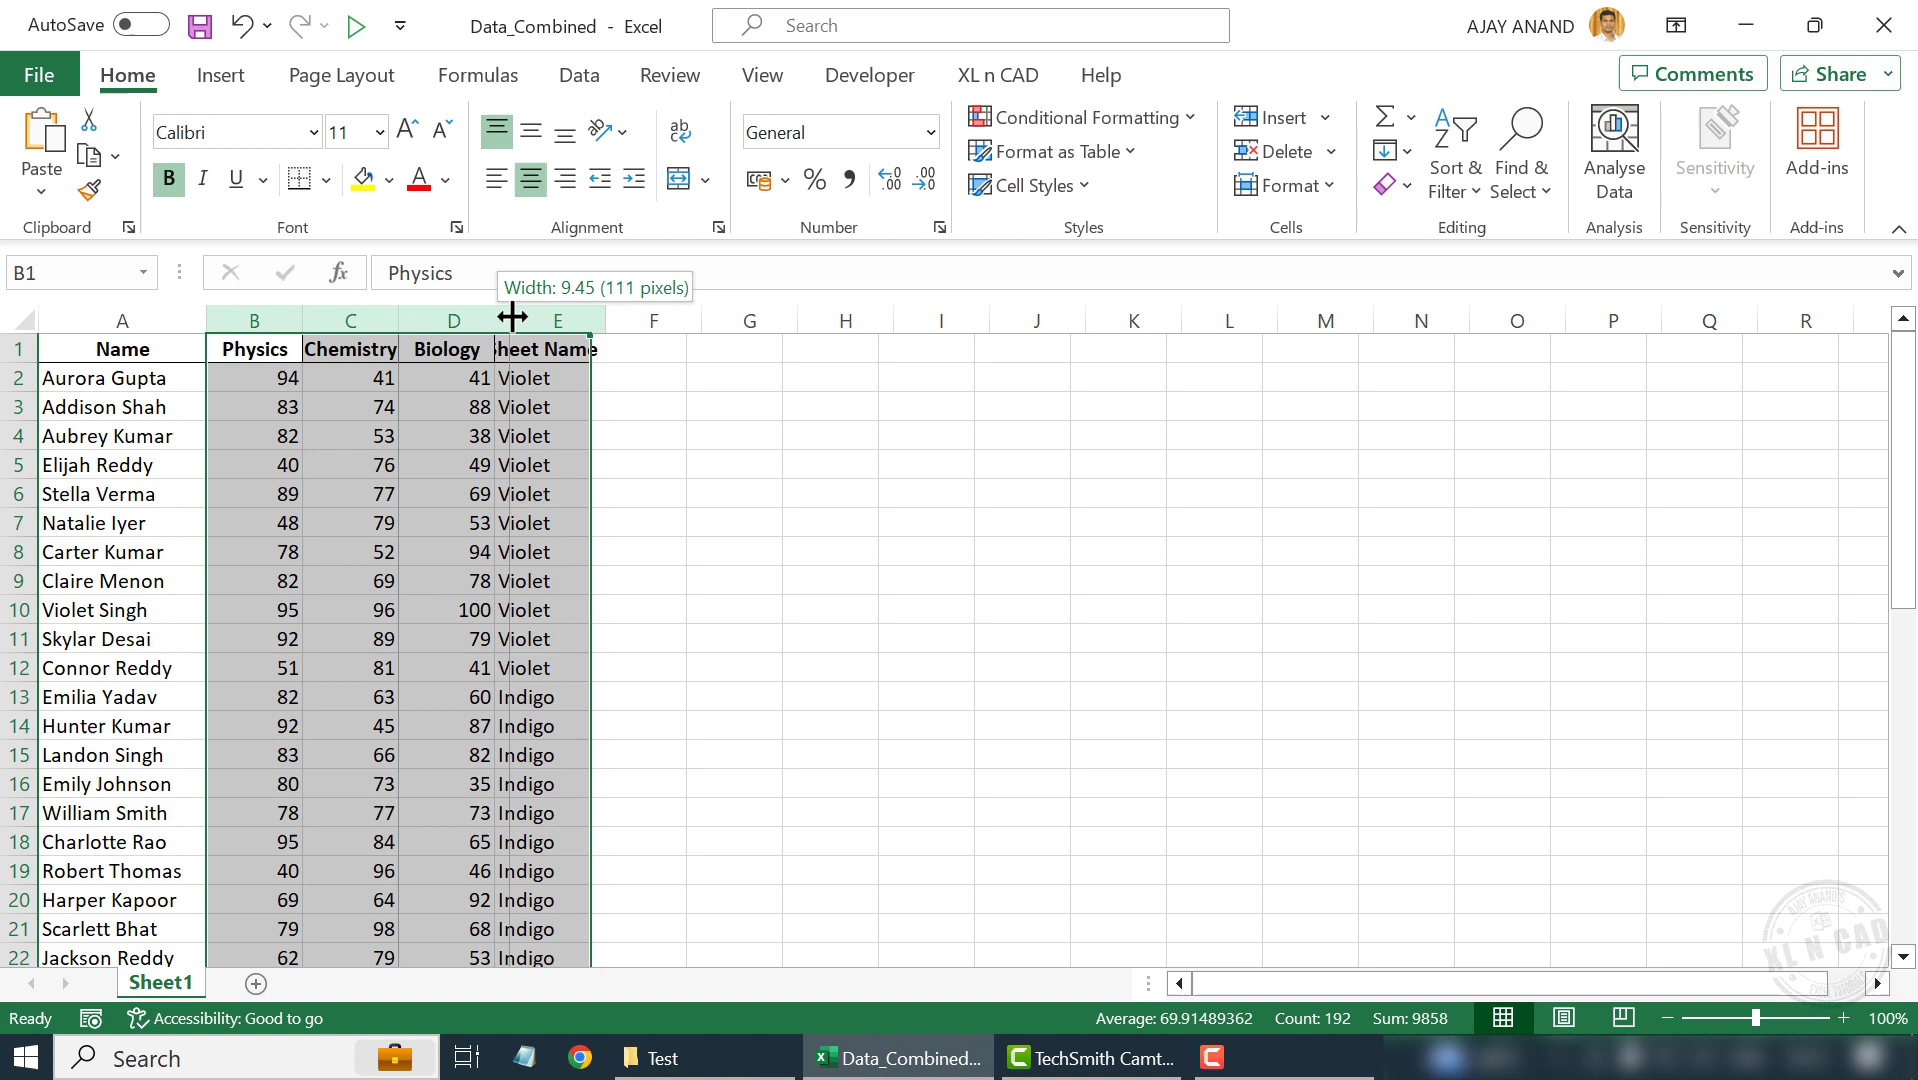 AutoSave
Data_Combined - Excel
Search
AJAY ANAND
File Home Insert Page Layout Formulas Data Review View Developer XL n CAD Help
Comments Share
Paste
Clipboard
Calibri 11
B I U
Font
ab
Alignment
General
%
Number
Conditional Formatting
Format as Table
Cell Styles
Styles
Insert
Delete
Format
Cells
Sort & Filter
Find & Select
Editing
Analyse Data
Analysis
Sensitivity
Sensitivity
Add-ins
Add-ins
B1 fx Physics
Width: 9.45 (111 pixels)
A B C D E F G H I J K L M N O P Q R
1 Name Physics Chemistry Biology Sheet Name
2 Aurora Gupta 94 41 41 Violet
3 Addison Shah 83 74 88 Violet
4 Aubrey Kumar 82 53 38 Violet
5 Elijah Reddy 40 76 49 Violet
6 Stella Verma 89 77 69 Violet
7 Natalie Iyer 48 79 53 Violet
8 Carter Kumar 78 52 94 Violet
9 Claire Menon 82 69 78 Violet
10 Violet Singh 95 96 100 Violet
11 Skylar Desai 92 89 79 Violet
12 Connor Reddy 51 81 41 Violet
13 Emilia Yadav 82 63 60 Indigo
14 Hunter Kumar 92 45 87 Indigo
15 Landon Singh 83 66 82 Indigo
16 Emily Johnson 80 73 35 Indigo
17 William Smith 78 77 73 Indigo
18 Charlotte Rao 95 84 65 Indigo
19 Robert Thomas 40 96 46 Indigo
20 Harper Kapoor 69 64 92 Indigo
21 Scarlett Bhat 79 98 68 Indigo
22 Jackson Reddy 62 79 53 Indigo
XL N CAD
Sheet1
Ready Accessibility: Good to go Average: 69.91489362 Count: 192 Sum: 9858 100%
Search Test Data_Combined... TechSmith Camt...